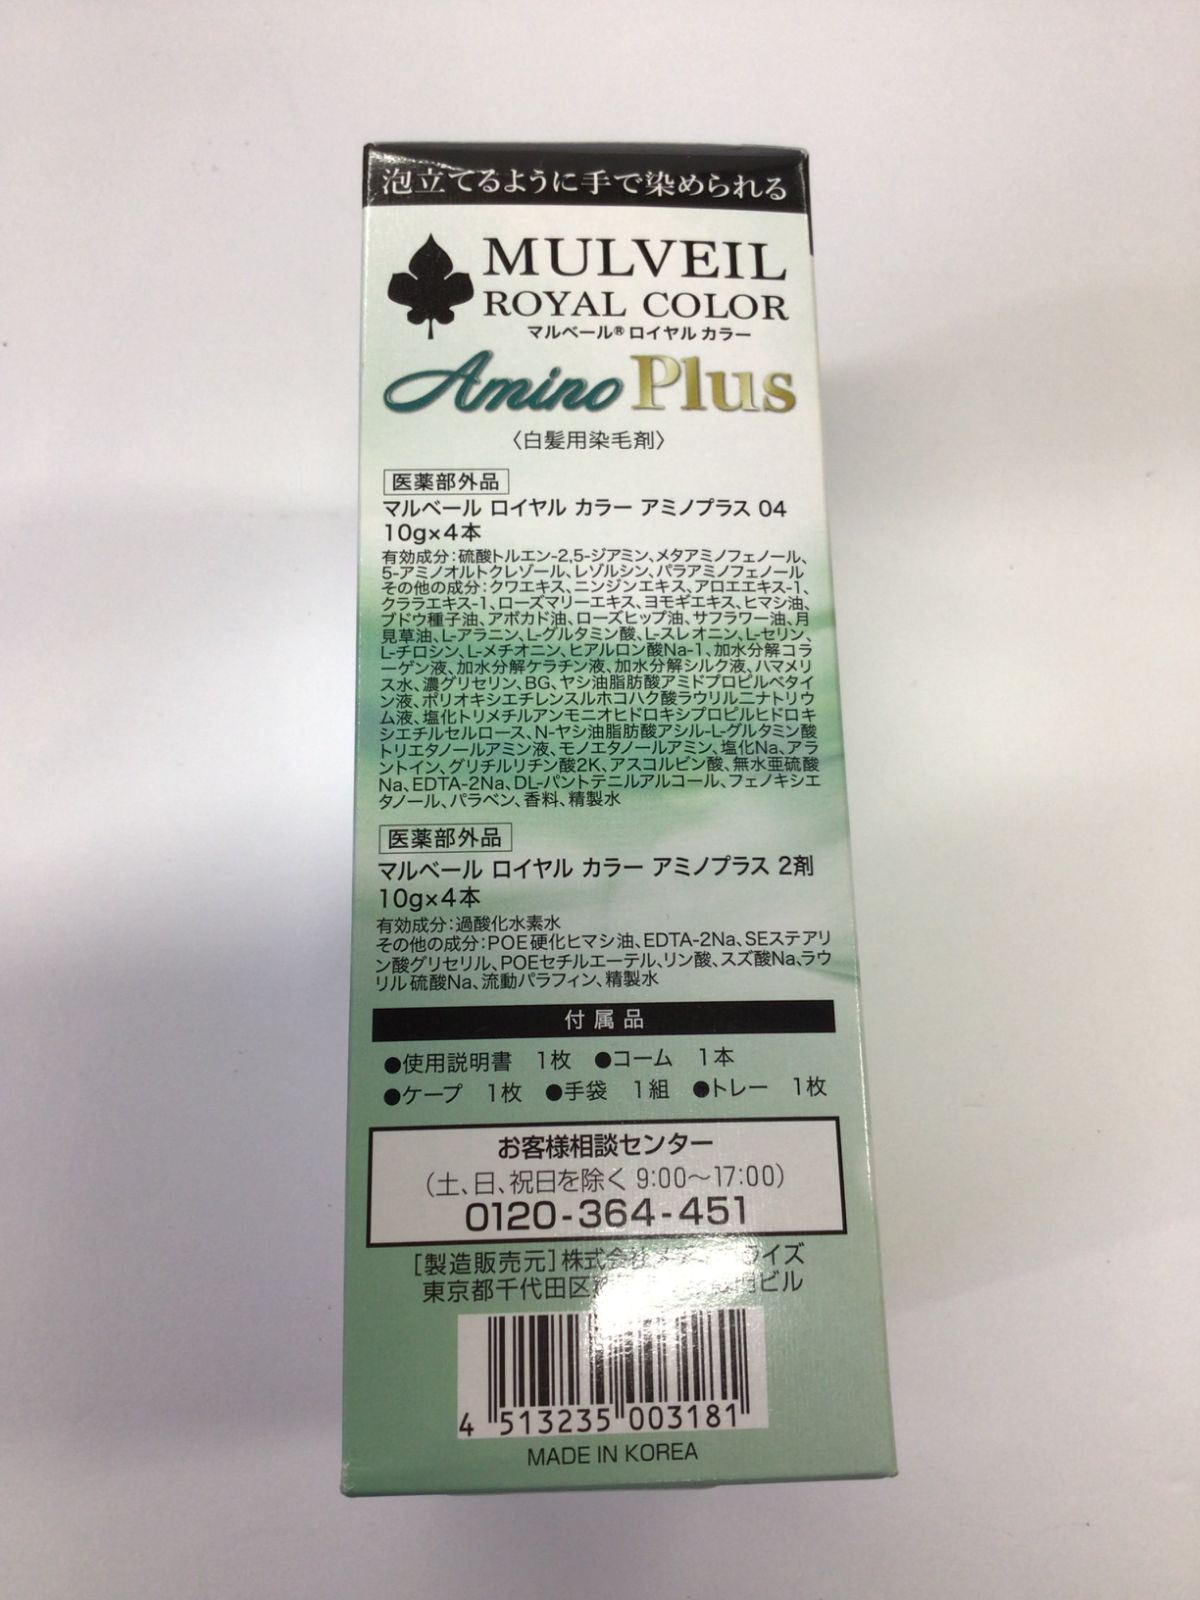 泡立てるように手で染められる
MULVEIL
ROYAL COLOR
マルベール® ロイヤル カラー
Amino Plus
〈白髪用染毛剤〉
医薬部外品
マルベール ロイヤル カラー アミノプラス 04
10g×4本
有効成分:硫酸トルエン-2,5-ジアミン、メタアミノフェノール、
5-アミノオルトクレゾール、レゾルシン、パラアミノフェノール
その他の成分:クワエキス、ニンジンエキス、アロエエキス-1、
クララエキス-1、ローズマリーエキス、ヨモギエキス、ヒマシ油、
ブドウ種子油、アボカド油、ローズヒップ油、サフラワー油、月
見草油、L-アラニン、L-グルタミン酸、L-スレオニン、L-セリン、
L-チロシン、L-メチオニン、ヒアルロン酸Na-1、加水分解コラ
ーゲン液、加水分解ケラチン液、加水分解シルク液、ハマメリ
ス水、濃グリセリン、BG、ヤシ油脂肪酸アミドプロピルベタイ
ン液、ポリオキシエチレンスルホコハク酸ラウリル二ナトリウ
ム液、塩化トリメチルアンモニオヒドロキシプロピルヒドロキ
シエチルセルロース、N-ヤシ油脂肪酸アシル-L-グルタミン酸
トリエタノールアミン液、モノエタノールアミン、塩化Na、アラ
ントイン、グリチルリチン酸2K、アスコルビン酸、無水亜硫酸
Na、EDTA-2Na、DL-パントテニルアルコール、フェノキシエ
タノール、パラベン、香料、精製水
医薬部外品
マルベール ロイヤル カラー アミノプラス 2剤
10g×4本
有効成分:過酸化水素水
その他の成分:POE硬化ヒマシ油、EDTA-2Na、SEステアリ
ン酸グリセリル、POEセチルエーテル、リン酸、スズ酸Na、ラウ
リル硫酸Na、流動パラフィン、精製水
付属品
●使用説明書 1枚 ●コーム 1本
●ケープ 1枚 ●手袋 1組 ●トレー 1枚
お客様相談センター
(土、日、祝日を除く 9:00〜17:00)
0120-364-451
[製造販売元]株式会社 ライズ
東京都千代田区 ビル
4 513235 003181
MADE IN KOREA